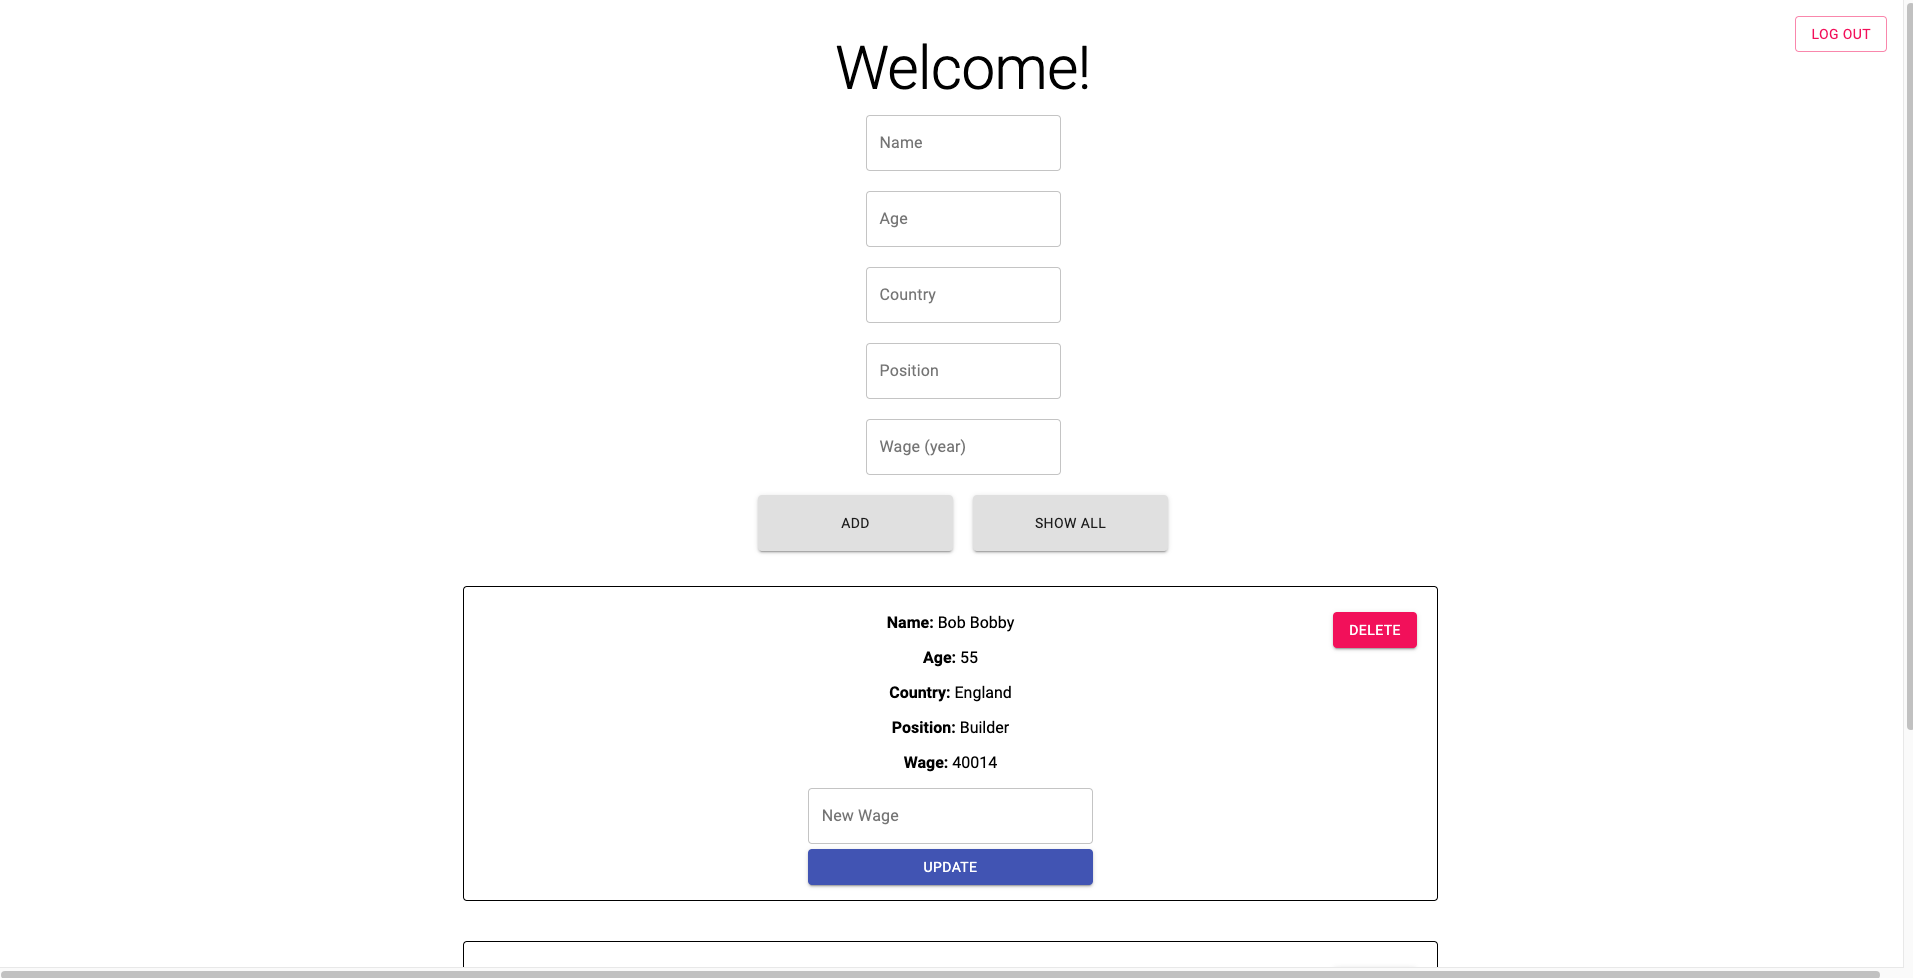 LOG OUT
Welcome!
Name
Age
Country
Position
Wage (year)
ADD
SHOW ALL
Name: Bob Bobby
DELETE
Age: 55
Country: England
Position: Builder
Wage: 40014
New Wage
UPDATE